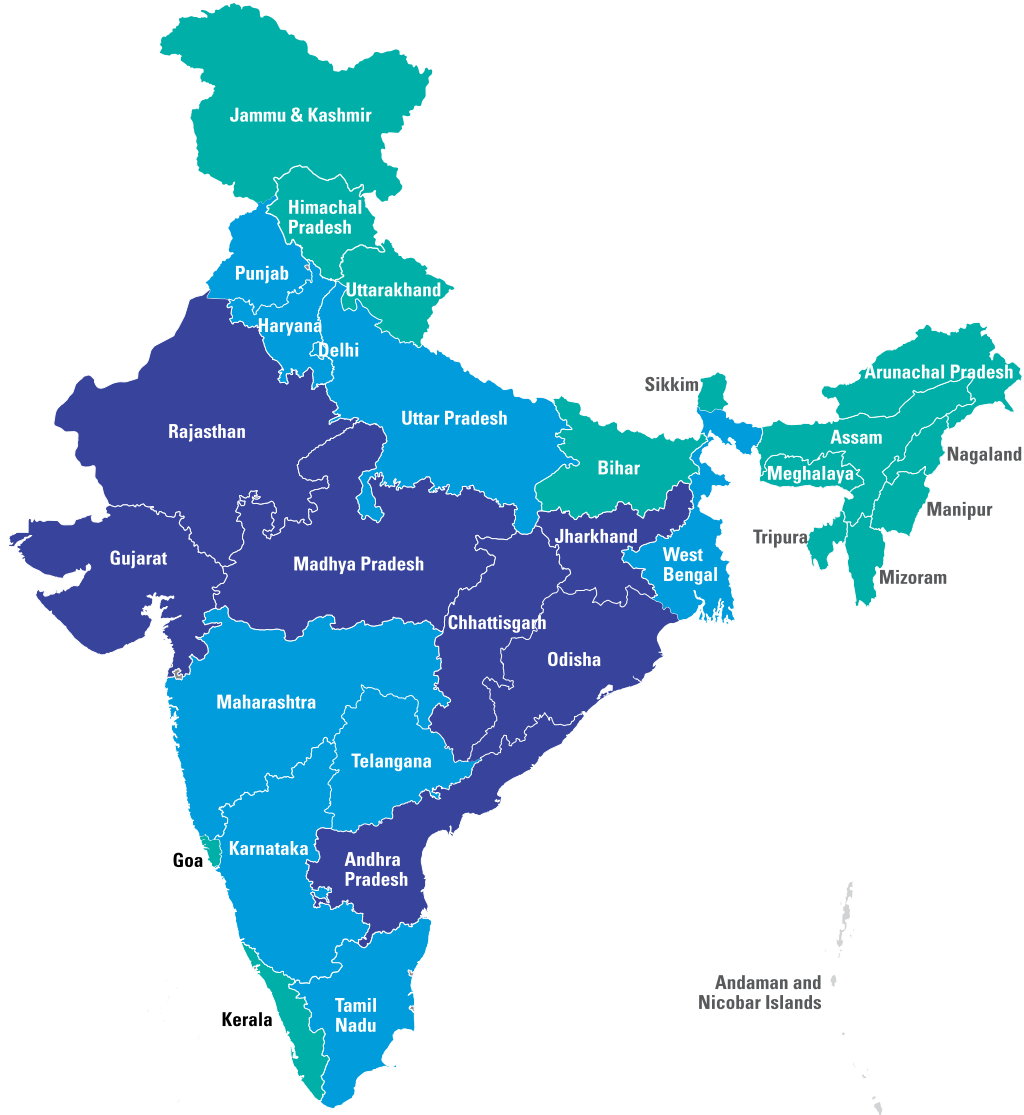 Jammu & Kashmir
Himachal
Pradesh
Punjab
Uttarakhand
Haryana
Delhi
Sikkim
Arunachal Pradesh
Rajasthan
Uttar Pradesh
Assam
Nagaland
Bihar
Meghalaya
Manipur
Jharkhand
Tripura
Gujarat
Madhya Pradesh
West
Bengal
Mizoram
Chhattisgarh
Odisha
Maharashtra
Telangana
Karnataka
Goa
Andhra
Pradesh
Andaman and
Nicobar Islands
Tamil
Nadu
Kerala